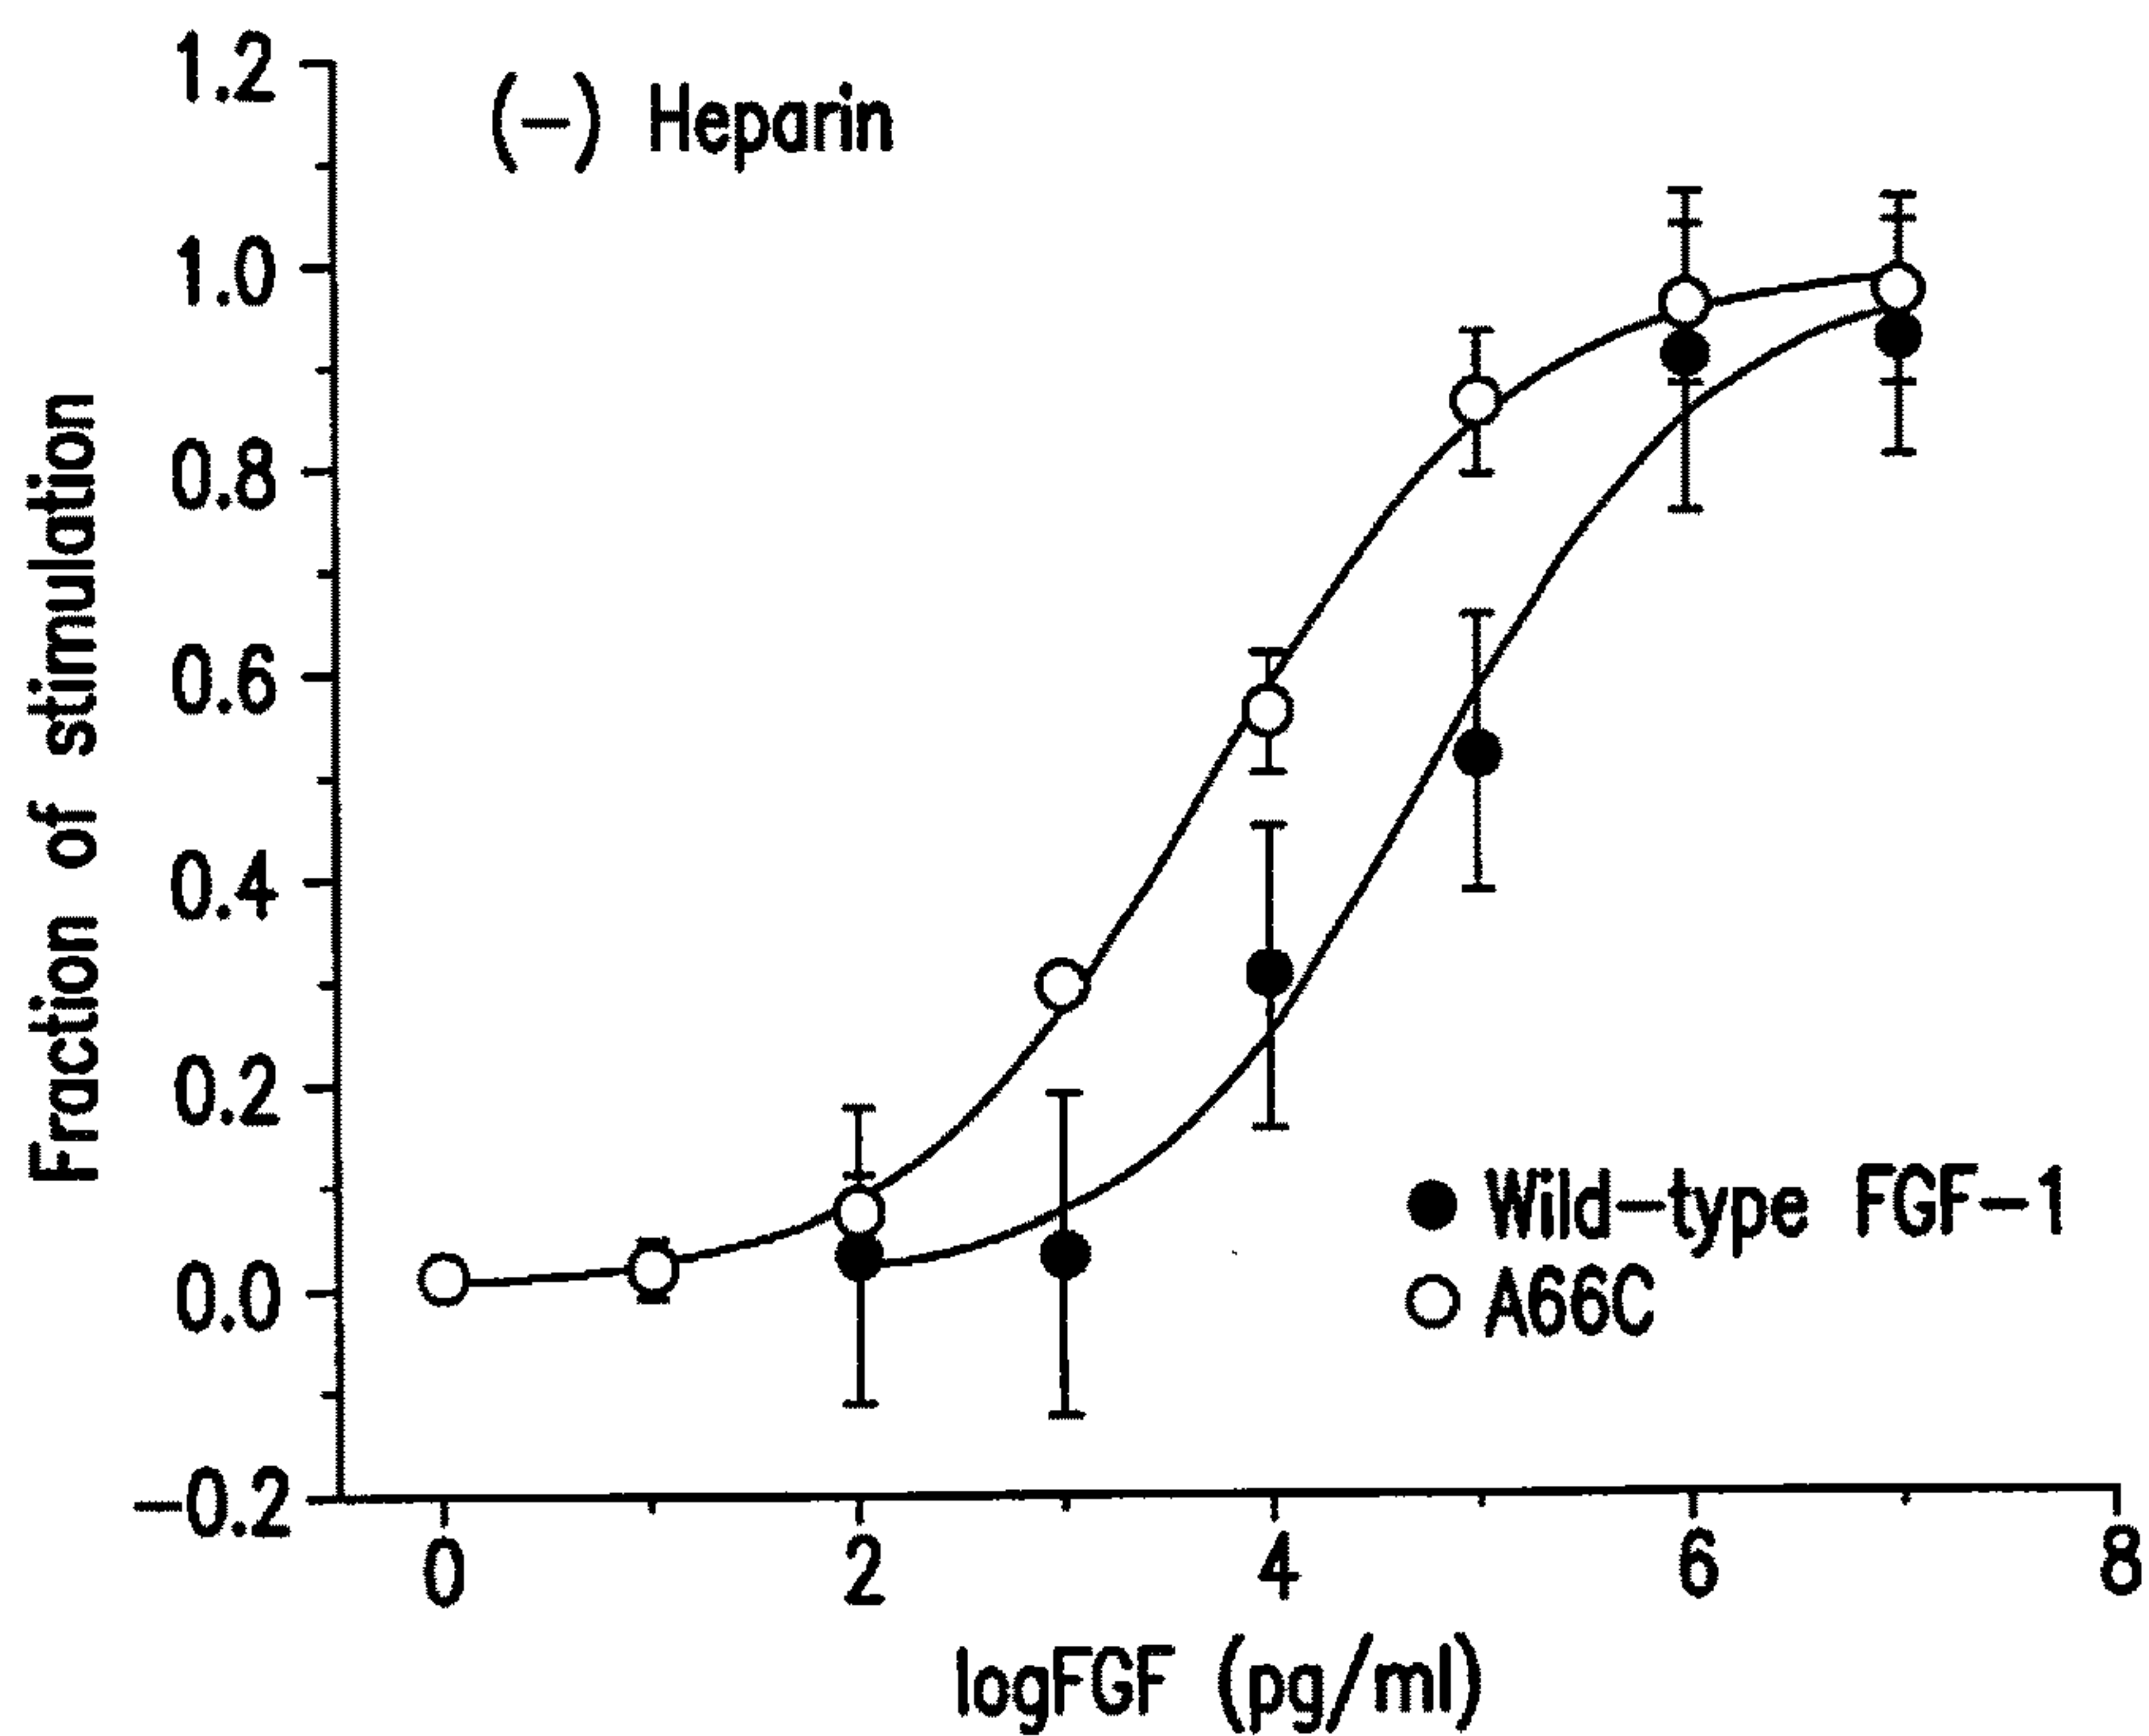 (–) Heparin
Fraction of stimulation
1.2
1.0
0.8
0.6
0.4
0.2
0.0
–0.2
Wild–type FGF–1
A66C
0 2 4 6 8
logFGF (pg/ml)